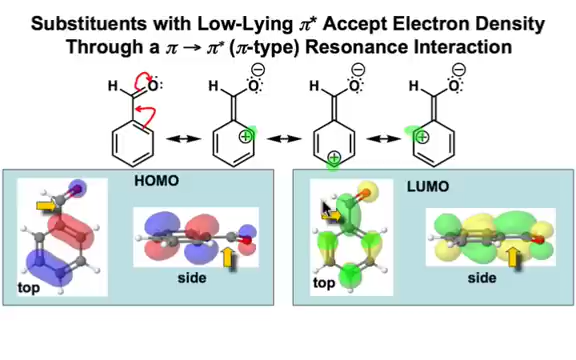 Substituents with Low-Lying π* Accept Electron Density
Through a π → π* (π-type) Resonance Interaction
H O: H O H O H O
HOMO
LUMO
top
side
top
side